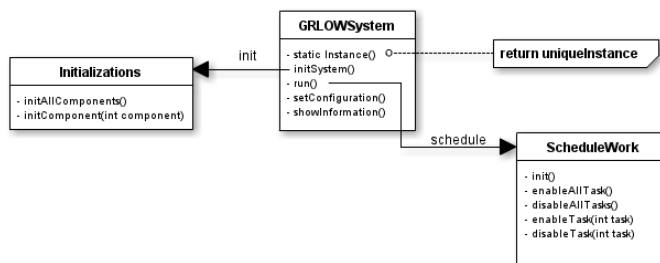 GRLOWSystem
- static Instance()
- initSystem()
- run()
- setConfiguration()
- showInformation()
return uniqueInstance
init
Initializations
- initAllComponents()
- initComponent(int component)
schedule
ScheduleWork
- init()
- enableAllTask()
- disableAllTasks()
- enableTask(int task)
- disableTask(int task)